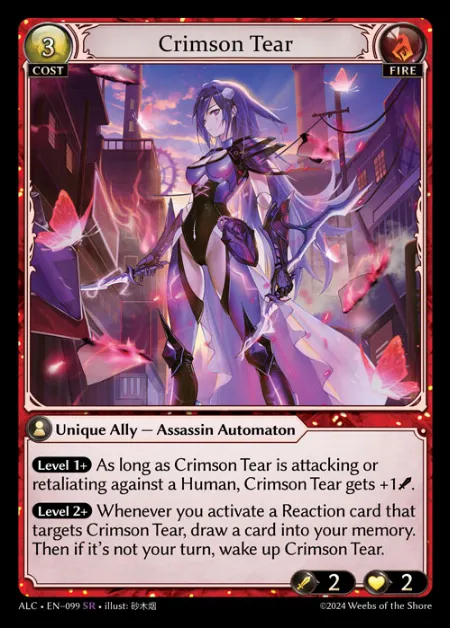 3
Crimson Tear
COST
FIRE
Unique Ally — Assassin Automaton
Level 1+ As long as Crimson Tear is attacking or
retaliating against a Human, Crimson Tear gets +1.
Level 2+ Whenever you activate a Reaction card that
targets Crimson Tear, draw a card into your memory.
Then if it's not your turn, wake up Crimson Tear.
2 2
ALC • EN-099 SR • illust: 砂木烟 ©2024 Weebs of the Shore